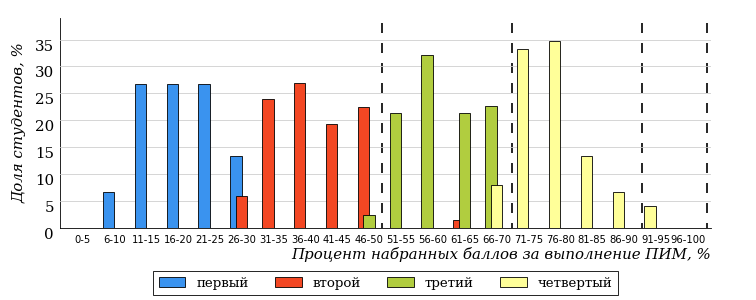 Доля студентов, %
35
30
25
20
15
10
5
0
0-5 6-10 11-15 16-20 21-25 26-30 31-35 36-40 41-45 46-50 51-55 56-60 61-65 66-70 71-75 76-80 81-85 86-90 91-95 96-100
Процент набранных баллов за выполнение ПИМ, %
первый второй третий четвертый